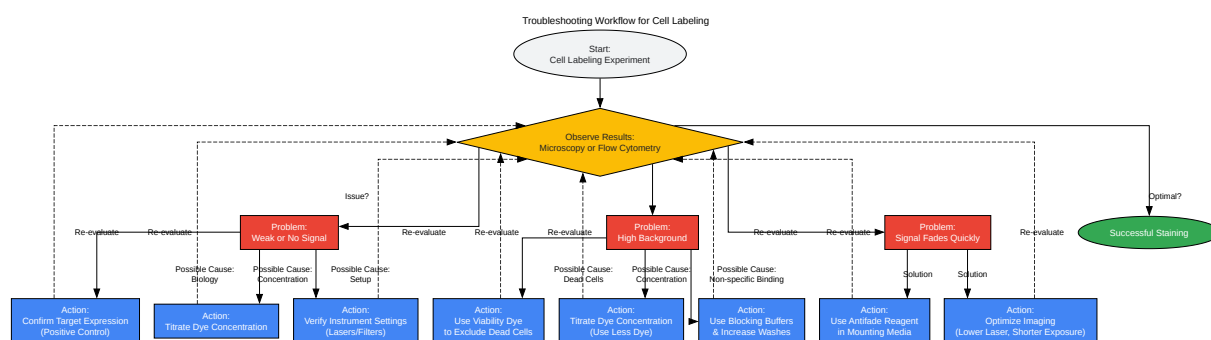 Troubleshooting Workflow for Cell Labeling
Start:
Cell Labeling Experiment
Observe Results:
Microscopy or Flow Cytometry
Issue?
Optimal?
Problem:
Weak or No Signal
Problem:
High Background
Problem:
Signal Fades Quickly
Successful Staining
Re-evaluate
Re-evaluate
Re-evaluate
Re-evaluate
Re-evaluate
Re-evaluate
Re-evaluate
Re-evaluate
Possible Cause:
Biology
Possible Cause:
Concentration
Possible Cause:
Setup
Possible Cause:
Dead Cells
Possible Cause:
Concentration
Possible Cause:
Non-specific Binding
Solution
Solution
Action:
Confirm Target Expression
(Positive Control)
Action:
Titrate Dye Concentration
Action:
Verify Instrument Settings
(Lasers/Filters)
Action:
Use Viability Dye
to Exclude Dead Cells
Action:
Titrate Dye Concentration
(Use Less Dye)
Action:
Use Blocking Buffers
& Increase Washes
Action:
Use Antifade Reagent
in Mounting Media
Action:
Optimize Imaging
(Lower Laser, Shorter Exposure)